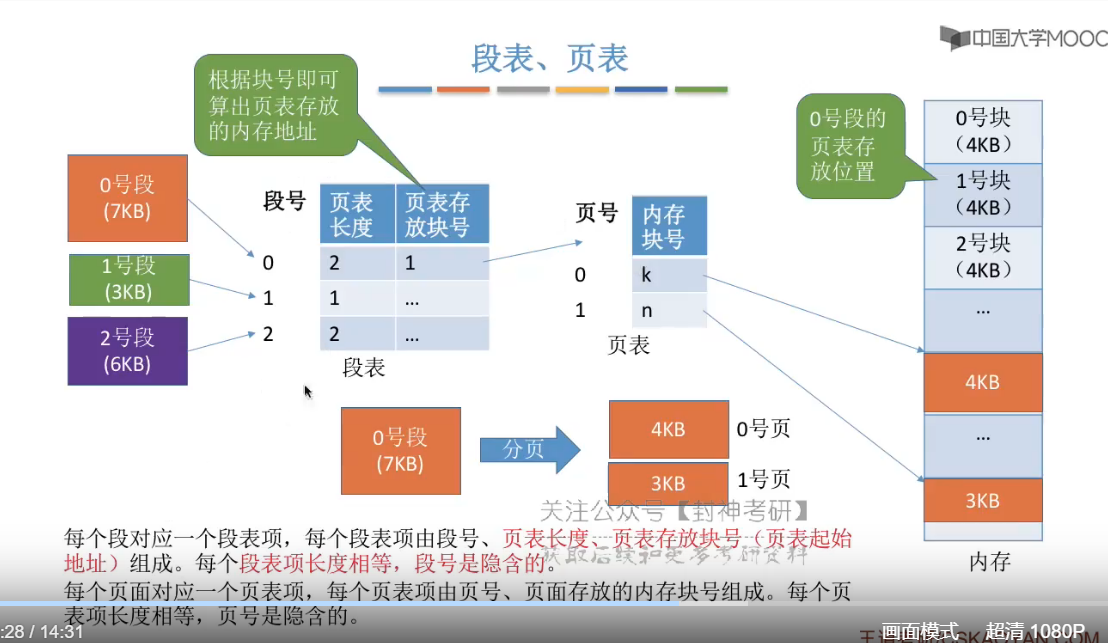 中国大学MOOC
段表、页表
根据块号即可
算出页表存放
的内存地址
0号段的
页表存
放位置
0号段
(7KB)
1号段
(3KB)
2号段
(6KB)
段号
页表
长度
页表存
放块号
0
2
1
1
1
...
2
2
...
段表
页号
内存
块号
0
k
1
n
页表
0号块
（4KB）
1号块
（4KB）
2号块
（4KB）
...
4KB
...
3KB
内存
0号段
(7KB)
分页
4KB
0号页
3KB
1号页
关注公众号【封神考研】
获取后续和更多考研资料
每个段对应一个段表项，每个段表项由段号、页表长度、页表存放块号（页表起始
地址）组成。每个段表项长度相等，段号是隐含的。
每个页面对应一个页表项，每个页表项由页号、页面存放的内存块号组成。每个页
表项长度相等，页号是隐含的。
:28 / 14:31
画面模式
超清 1080P